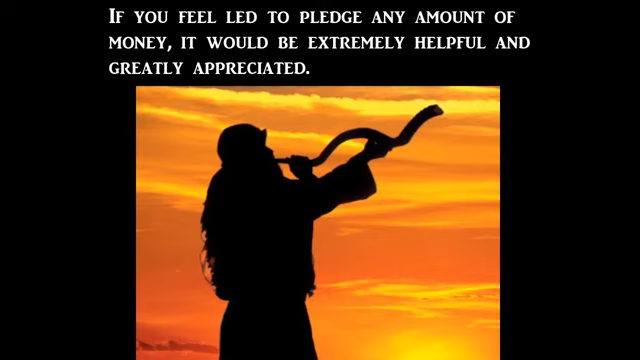 If you feel led to pledge any amount of
money, it would be extremely helpful and
greatly appreciated.